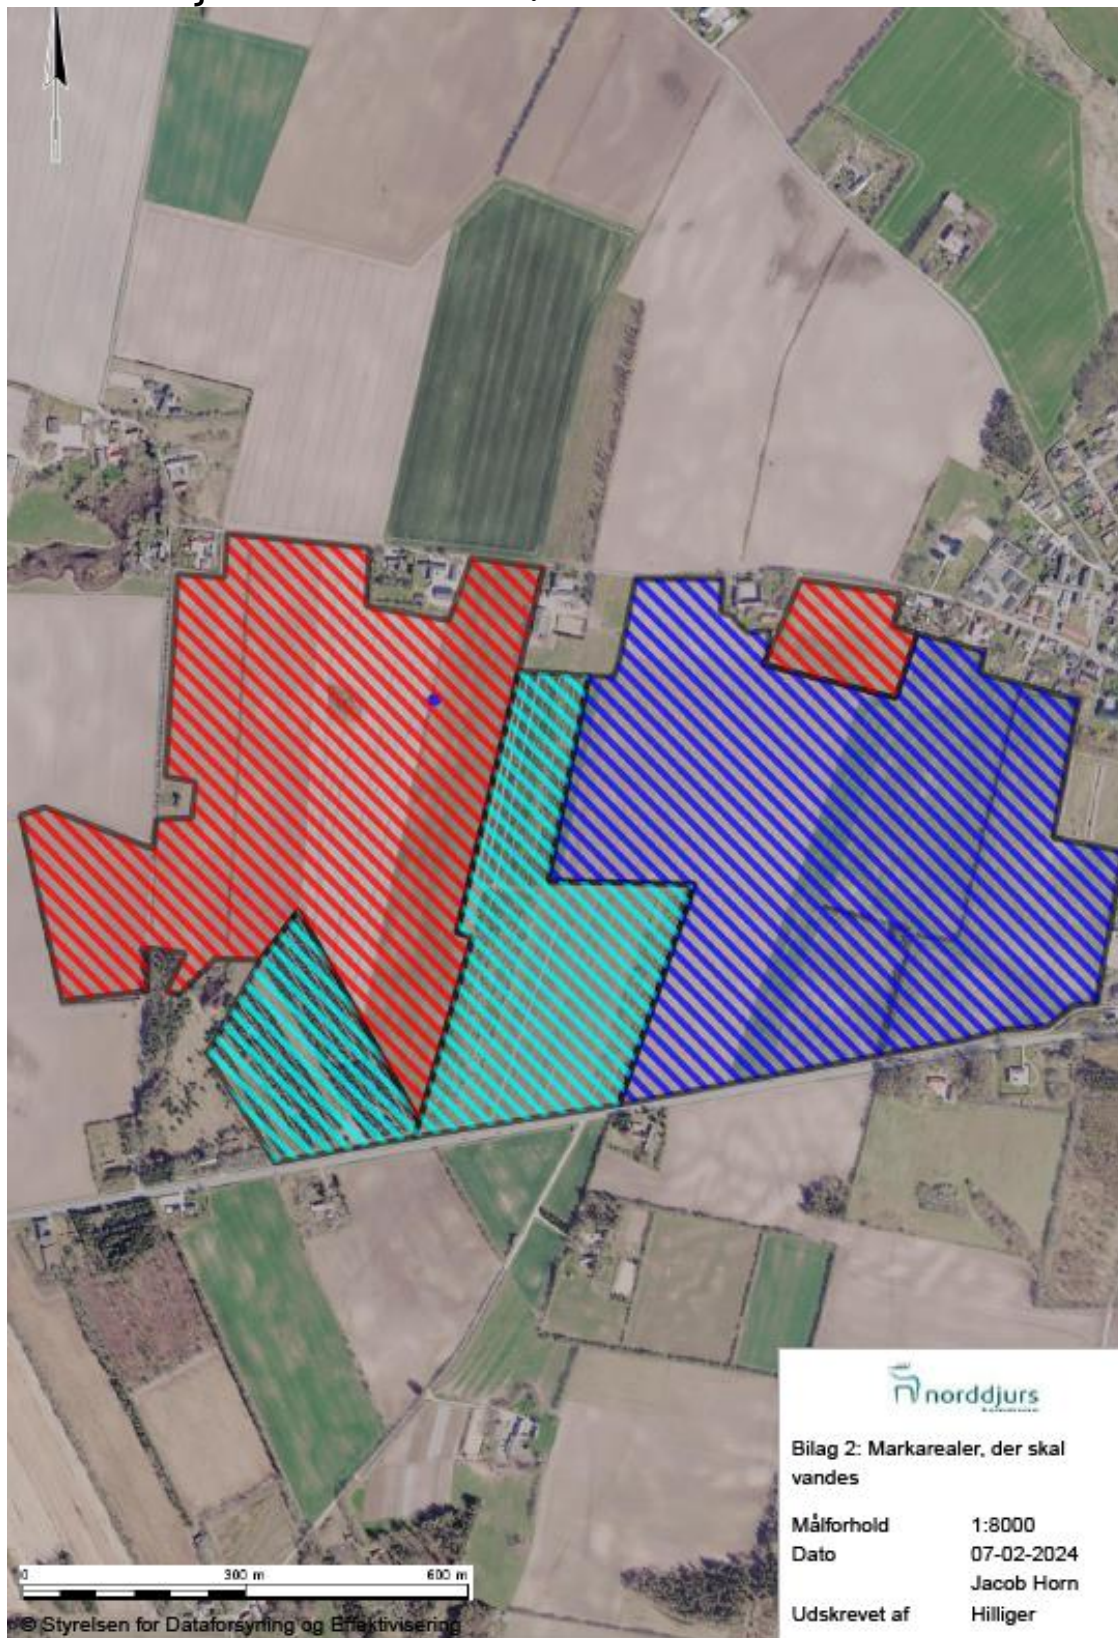 norddjurs
Bilag 2: Markarealer, der skal
vandes
Målforhold 1:8000
Dato 07-02-2024
Jacob Horn
Udskrevet af Hilliger
0 300 m 600 m
© Styrelsen for Dataforsyning og Effektivisering